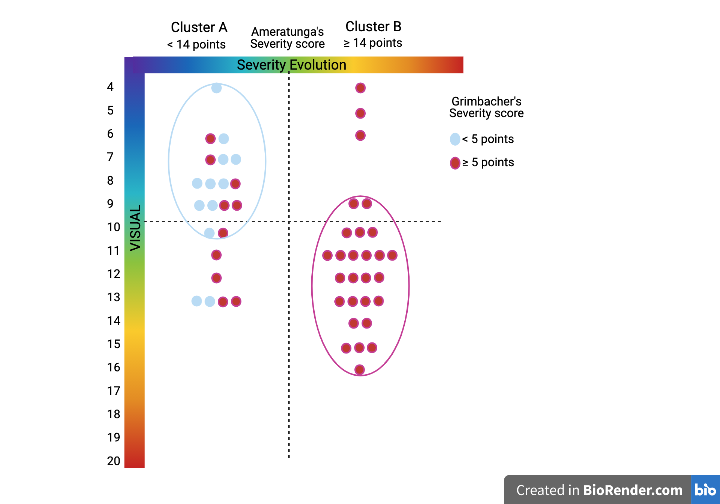 Cluster A
< 14 points
Ameratunga's
Severity score
Cluster B
≥ 14 points
Severity Evolution
VISUAL
4
5
6
7
8
9
10
11
12
13
14
15
16
17
18
19
20
Grimbacher's
Severity score
< 5 points
≥ 5 points
Created in BioRender.com bio